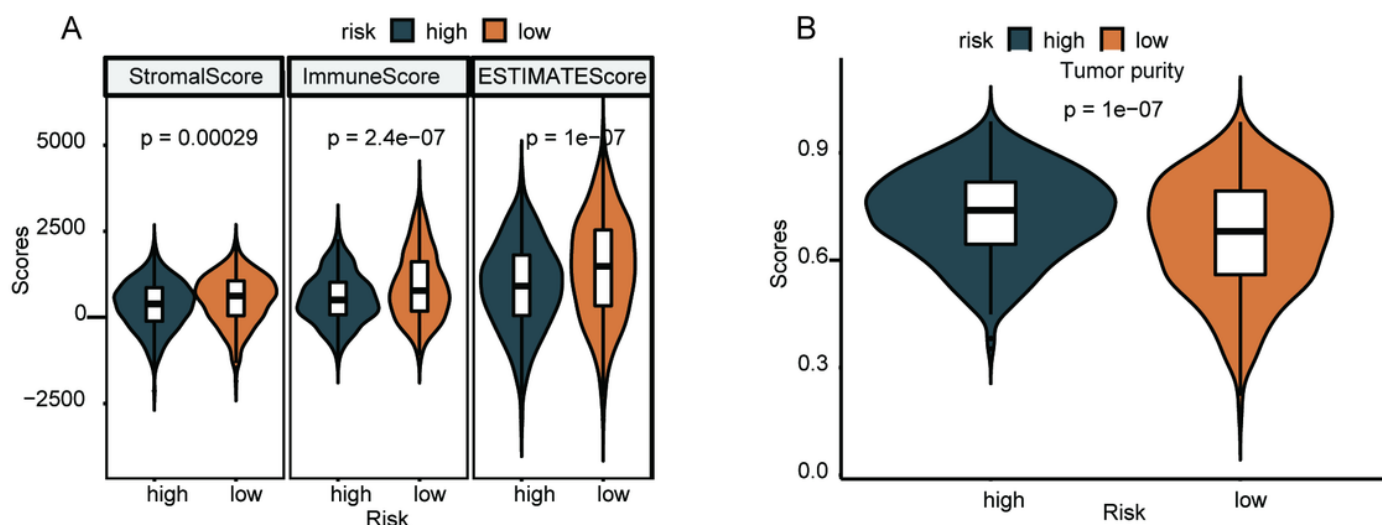 A
risk high low
StromalScore ImmuneScore ESTIMATEScore
p = 0.00029 p = 2.4e−07 p = 1e−07
5000
2500
0
−2500
Scores
high low high low high low
Risk
B
risk high low
Tumor purity
p = 1e−07
0.9
0.6
0.3
0.0
Scores
high low
Risk